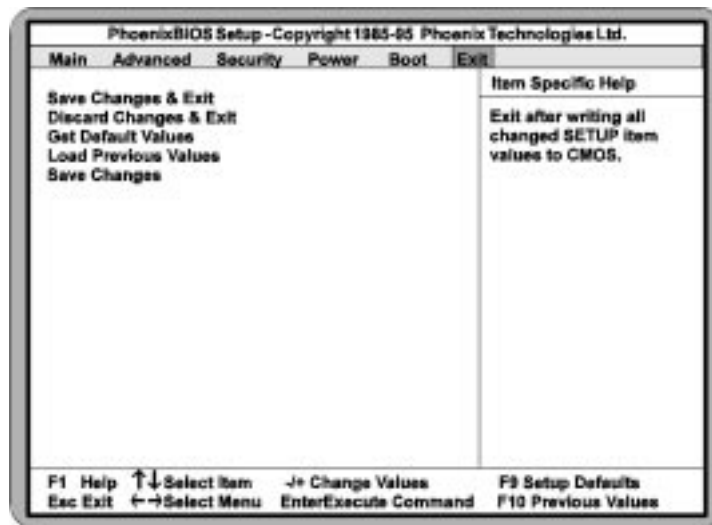 PhoenixBIOS Setup - Copyright 1985-95 Phoenix Technologies Ltd.
Main Advanced Security Power Boot Exit
Item Specific Help
Save Changes & Exit
Discard Changes & Exit
Get Default Values
Load Previous Values
Save Changes
Exit after writing all
changed SETUP item
values to CMOS.
F1 Help ↑↓Select Item -/+ Change Values F9 Setup Defaults
Esc Exit ←→Select Menu EnterExecute Command F10 Previous Values